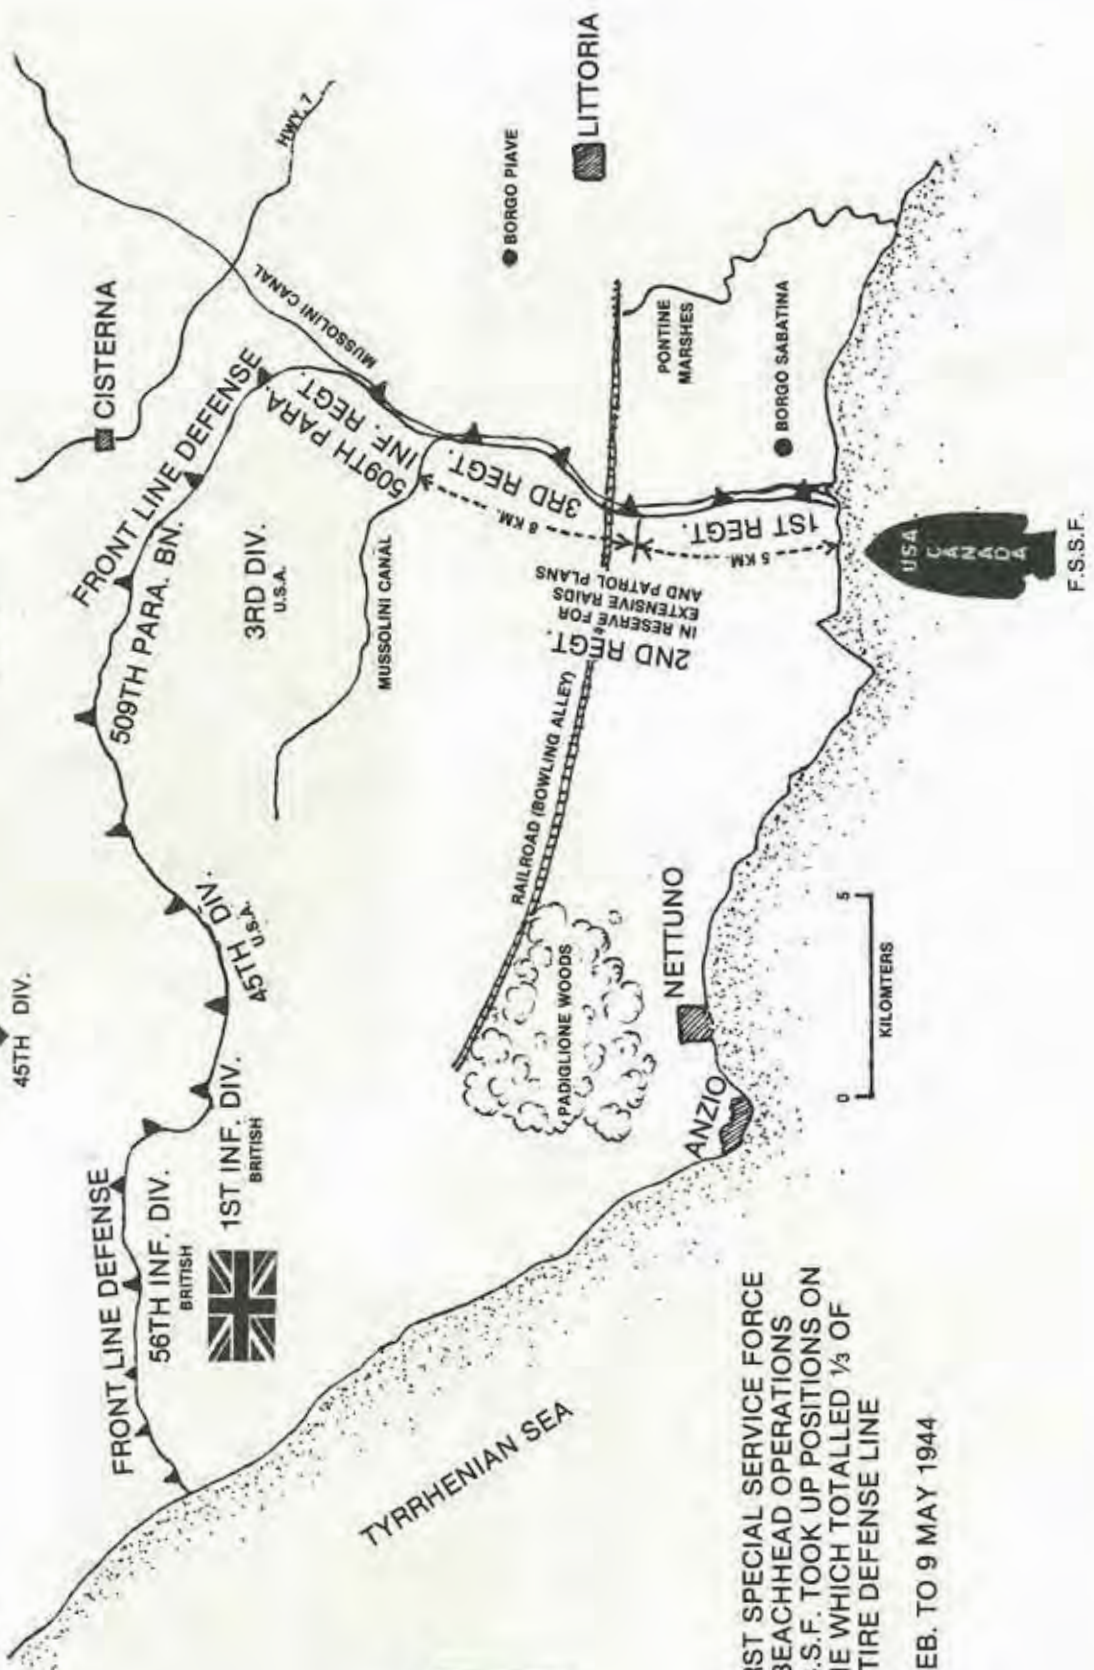 45TH DIV.
FRONT LINE DEFENSE
56TH INF. DIV.
BRITISH
1ST INF. DIV.
BRITISH
45TH DIV.
U.S.A.
509TH PARA. BN.
FRONT LINE DEFENSE
3RD DIV.
U.S.A.
CISTERNA
HWY. 7
MUSSOLINI CANAL
509TH PARA.
INF. REGT.
MUSSOLINI CANAL
3RD REGT.
8 KM.
BORGO PIAVE
LITTORIA
RAILROAD (BOWLING ALLEY)
2ND REGT.
IN RESERVE FOR
EXTENSIVE RAIDS
AND PATROL PLANS
1ST REGT.
5 KM.
PONTINE
MARSHES
BORGO SABATINA
PADIGLIONE WOODS
NETTUNO
ANZIO
TYRRHENIAN SEA
0 5
KILOMTERS
USA
CANADA
F.S.S.F.
SPECIAL SERVICE FORCE
BEACHHEAD OPERATIONS
TOOK UP POSITIONS ON
WHICH TOTALLED ⅓ OF
DEFENSE LINE
TO 9 MAY 1944